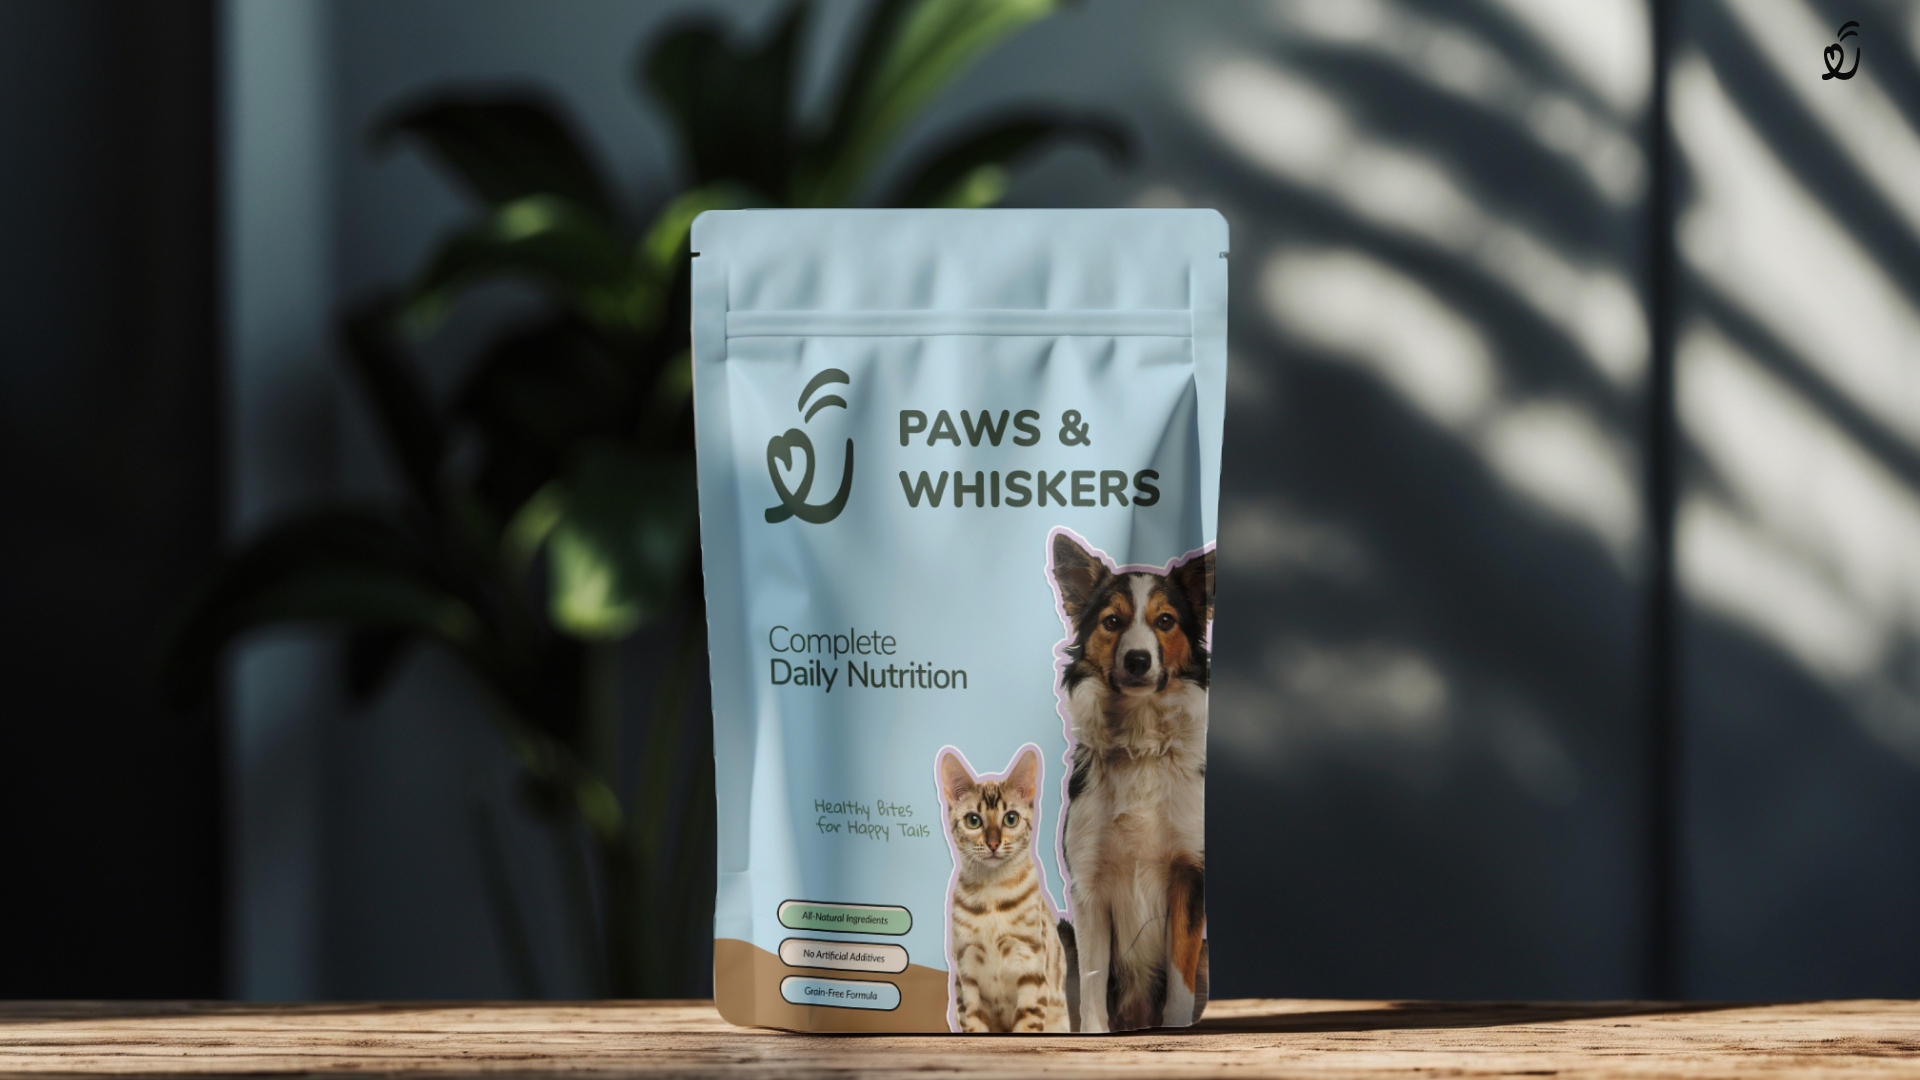 PAWS &
WHISKERS
Complete
Daily Nutrition
Healthy Bites
for Happy Tails
All-Natural Ingredients
No Artificial Additives
Grain-Free Formula